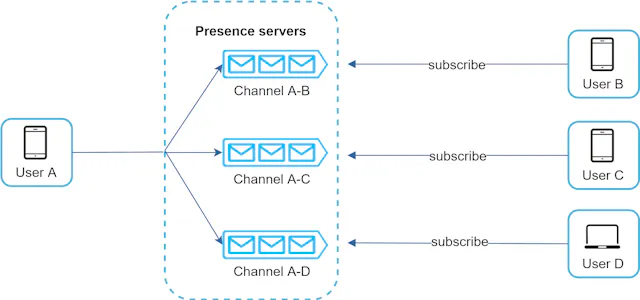 Presence servers
Channel A-B
subscribe
User B
User A
Channel A-C
subscribe
User C
Channel A-D
subscribe
User D